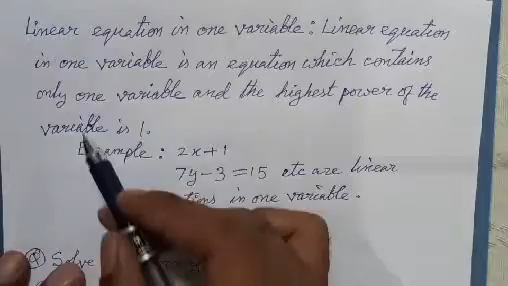 Linear equation in one variable: Linear equation
in one variable is an equation which contains
only one variable and the highest power of the
variable is 1.
Example: 2x+1
7y-3=15 etc are linear
in one variable.
Q Solve